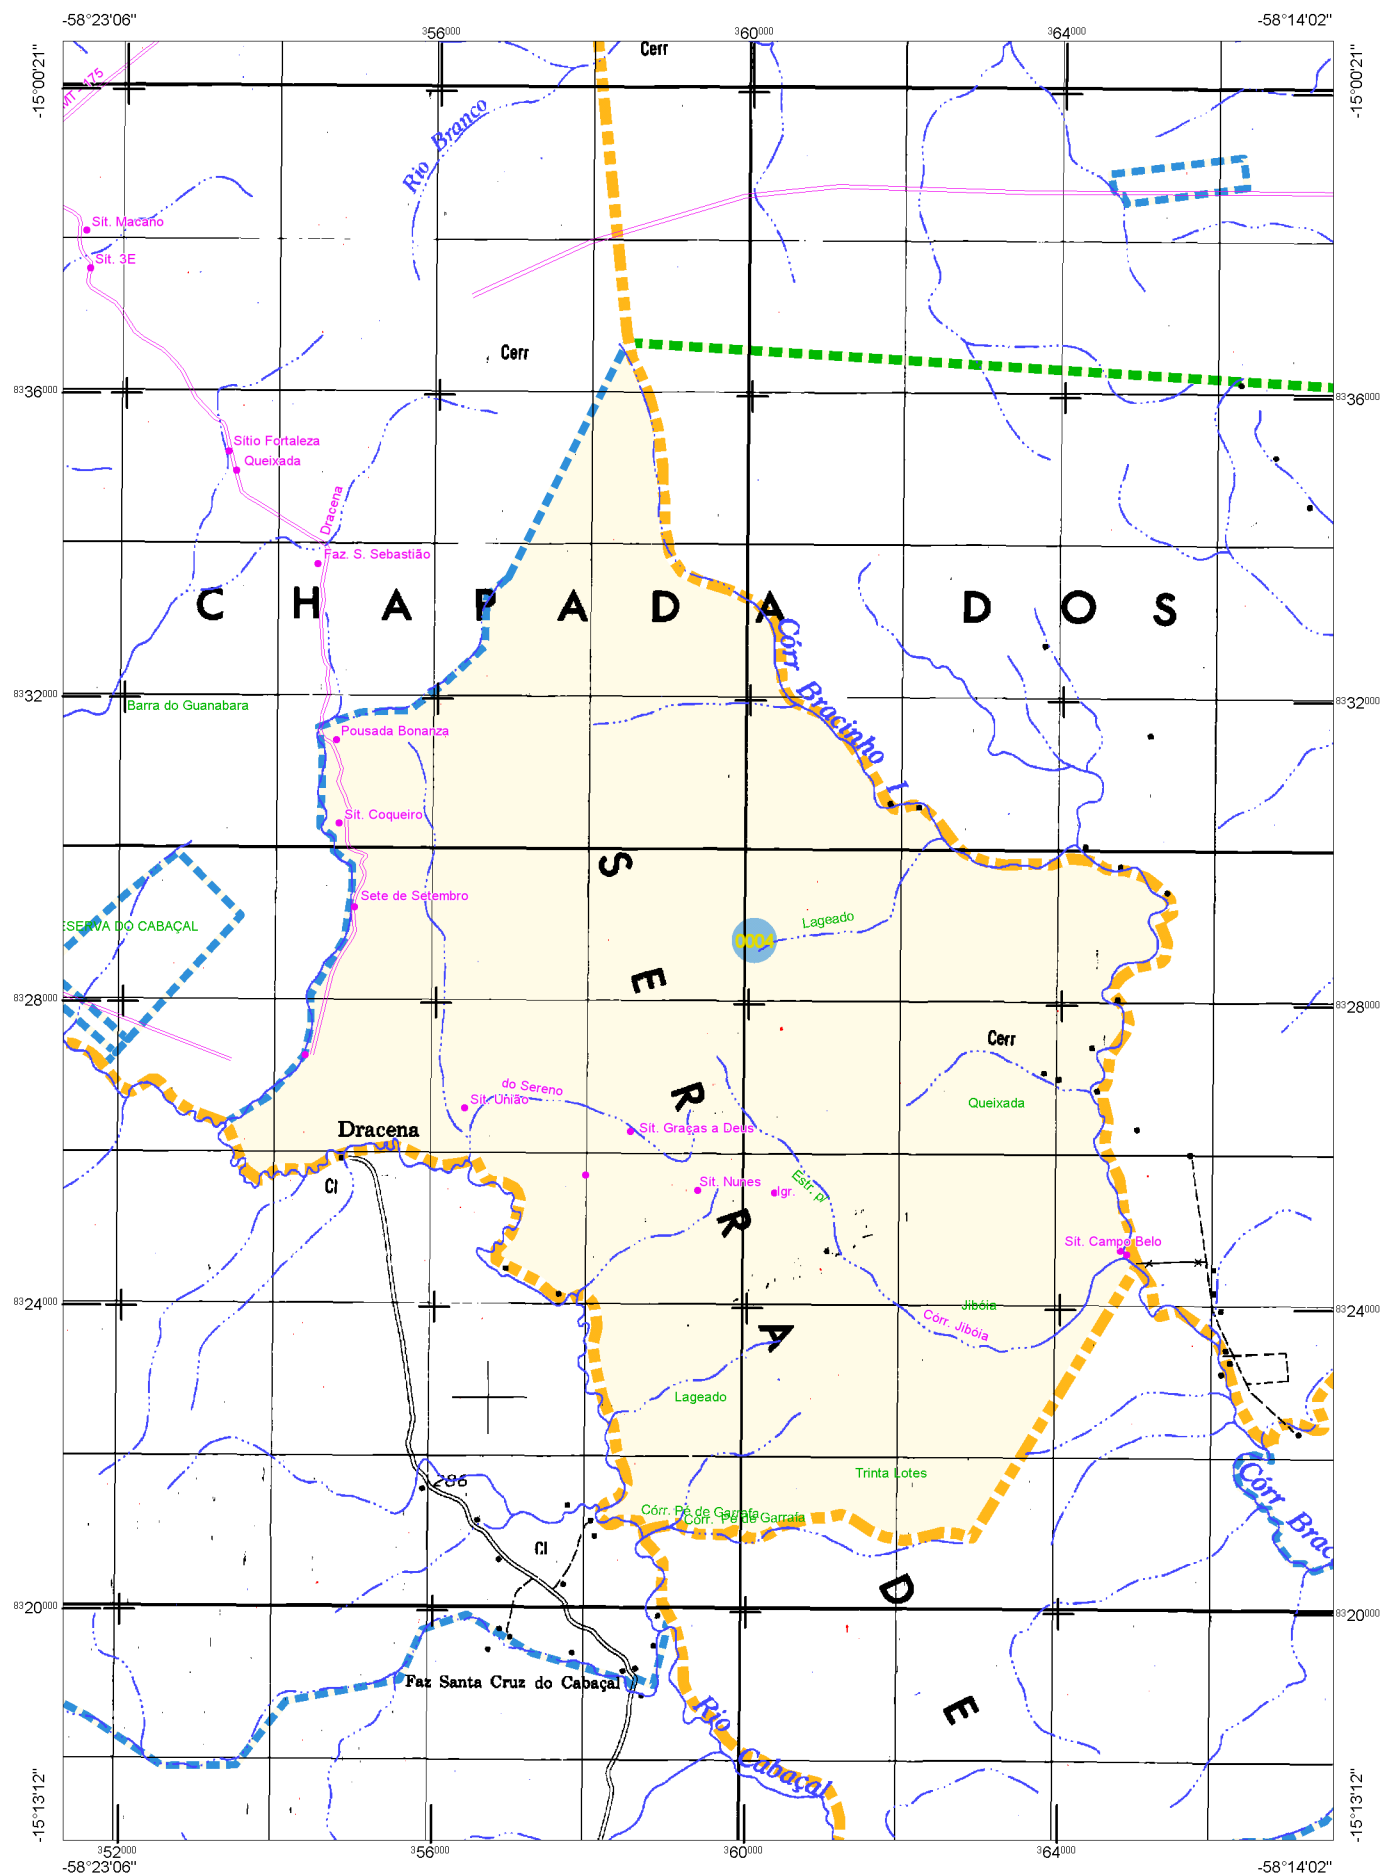 -58°23'06"
-58°14'02"
356000
360000
364000
-15°00'21"
-15°00'21"
Cerr
MT - 175
Rio Branco
Sit. Macano
Sit. 3E
Cerr
8336000
8336000
Sítio Fortaleza
Queixada
Dracena
Faz. S. Sebastião
CHAPADA DOS
Córr Bracinho I
8332000
8332000
Barra do Guanabara
Pousada Bonanza
Sit. Coqueiro
SERRA DE
Sete de Setembro
ESERVA DO CABAÇAL
Lageado
0004
8328000
8328000
Cerr
do Sereno
Sit. União
Queixada
Sit. Graças a Deus
Dracena
Cl
Sit. Nunes
Igr.
Estr. p/
Sit. Campo Belo
8324000
8324000
Jibóia
Córr. Jibóia
Lageado
Trinta Lotes
286
Córr. Pé de Garrafa
Córr. Pé de Garrafa
Córr Brac
Cl
8320000
8320000
Faz Santa Cruz do Cabaçal
Rio Cabaçal
-15°13'12"
-15°13'12"
352000
356000
360000
364000
-58°23'06"
-58°14'02"